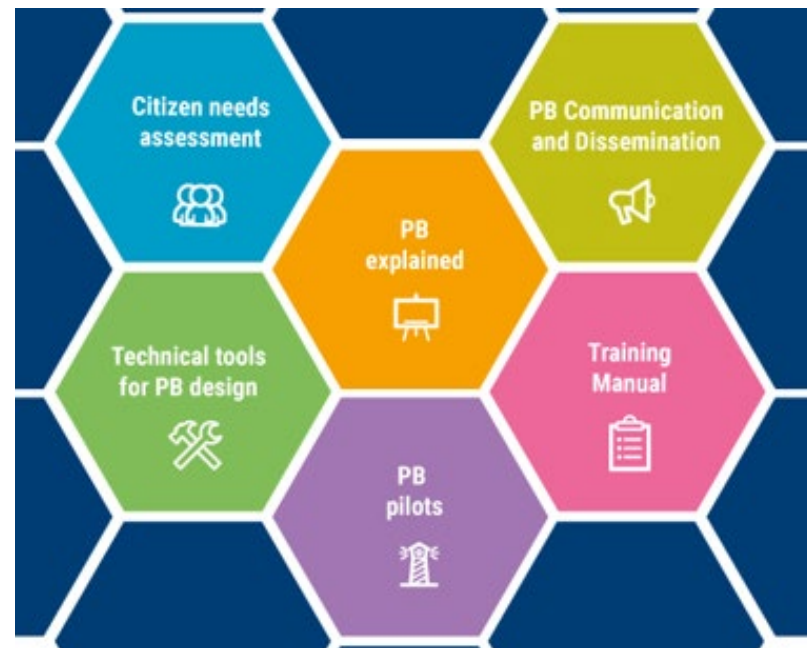 Citizen needs
assessment
PB Communication
and Dissemination
PB
explained
Technical tools
for PB design
Training
Manual
PB
pilots